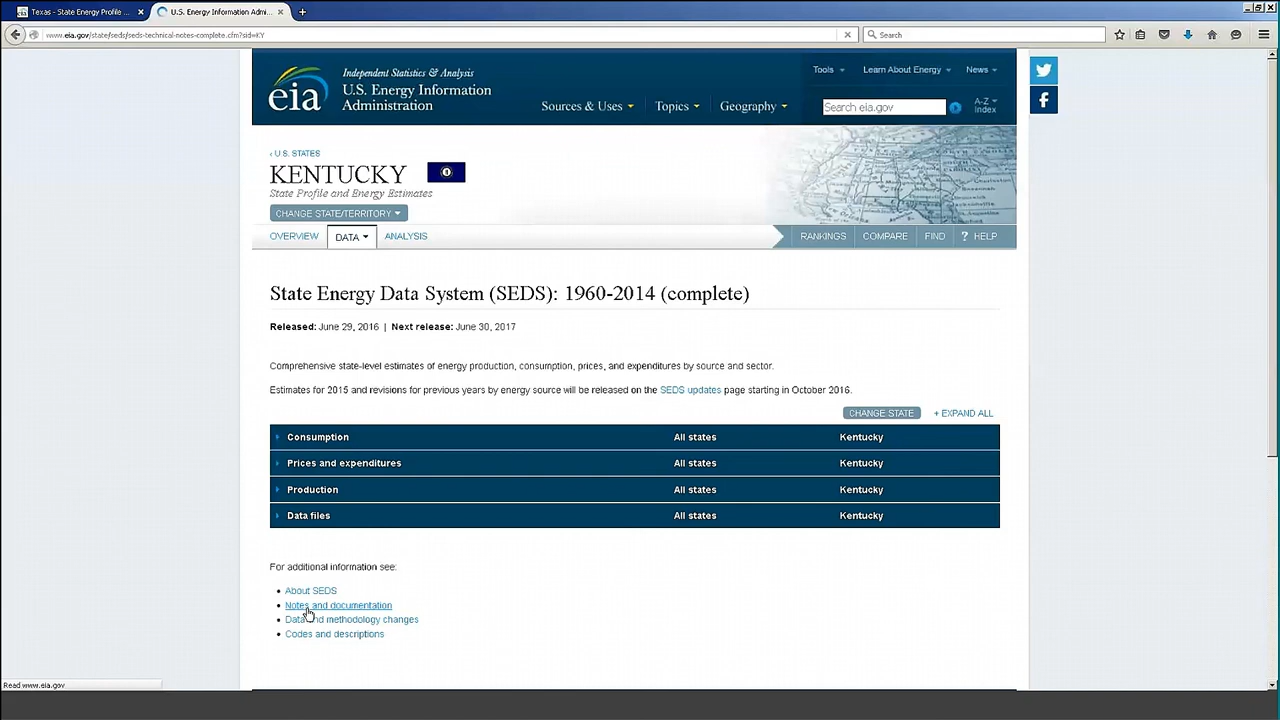 Texas - State Energy Profile ...
U.S. Energy Information Admi...
www.eia.gov/state/seds/seds-technical-notes-complete.cfm?sid=KY
Search
eia
Independent Statistics & Analysis
U.S. Energy Information
Administration
Tools
Learn About Energy
News
Sources & Uses
Topics
Geography
Search eia.gov
A-Z
Index
‹ U.S. STATES
KENTUCKY
State Profile and Energy Estimates
CHANGE STATE/TERRITORY
OVERVIEW
DATA
ANALYSIS
RANKINGS
COMPARE
FIND
? HELP
State Energy Data System (SEDS): 1960-2014 (complete)
Released: June 29, 2016 | Next release: June 30, 2017
Comprehensive state-level estimates of energy production, consumption, prices, and expenditures by source and sector.
Estimates for 2015 and revisions for previous years by energy source will be released on the SEDS updates page starting in October 2016.
CHANGE STATE
+ EXPAND ALL
Consumption All states Kentucky
Prices and expenditures All states Kentucky
Production All states Kentucky
Data files All states Kentucky
For additional information see:
• About SEDS
• Notes and documentation
• Data and methodology changes
• Codes and descriptions
Read www.eia.gov